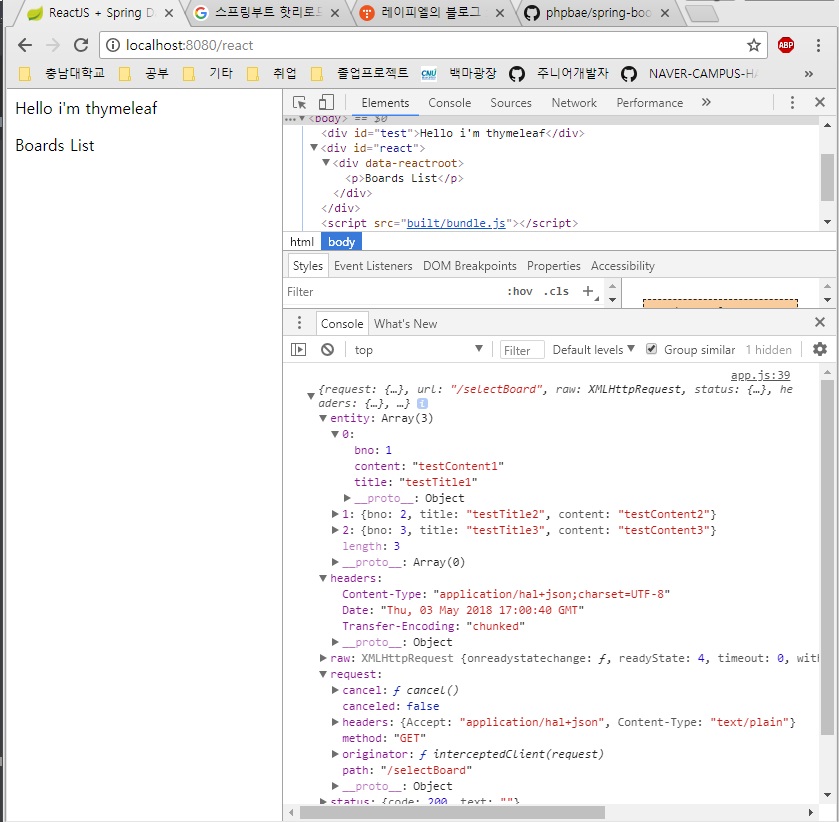 ReactJS + Spring D
스프링부트 핫리로드
레이피엘의 블로그
phpbae/spring-boo
localhost:8080/react
ABP
충남대학교 공부 기타 취업 졸업프로젝트 CNU 백마광장 주니어개발자 NAVER-CAMPUS-HA »
Hello i'm thymeleaf
Boards List
Elements Console Sources Network Performance »
<body> == $0
<div id="test">Hello i'm thymeleaf</div>
<div id="react">
<div data-reactroot>
<p>Boards List</p>
</div>
</div>
<script src="built/bundle.js"></script>
html body
Styles Event Listeners DOM Breakpoints Properties Accessibility
Filter :hov .cls +
Console What's New
top Filter Default levels Group similar 1 hidden
app.js:39
{request: {…}, url: "/selectBoard", raw: XMLHttpRequest, status: {…}, he
aders: {…}, …} i
entity: Array(3)
0:
bno: 1
content: "testContent1"
title: "testTitle1"
__proto__: Object
1: {bno: 2, title: "testTitle2", content: "testContent2"}
2: {bno: 3, title: "testTitle3", content: "testContent3"}
length: 3
__proto__: Array(0)
headers:
Content-Type: "application/hal+json;charset=UTF-8"
Date: "Thu, 03 May 2018 17:00:40 GMT"
Transfer-Encoding: "chunked"
__proto__: Object
raw: XMLHttpRequest {onreadystatechange: ƒ, readyState: 4, timeout: 0, with
request:
cancel: ƒ cancel()
canceled: false
headers: {Accept: "application/hal+json", Content-Type: "text/plain"}
method: "GET"
originator: ƒ interceptedClient(request)
path: "/selectBoard"
__proto__: Object
status: {code: 200, text: ""}